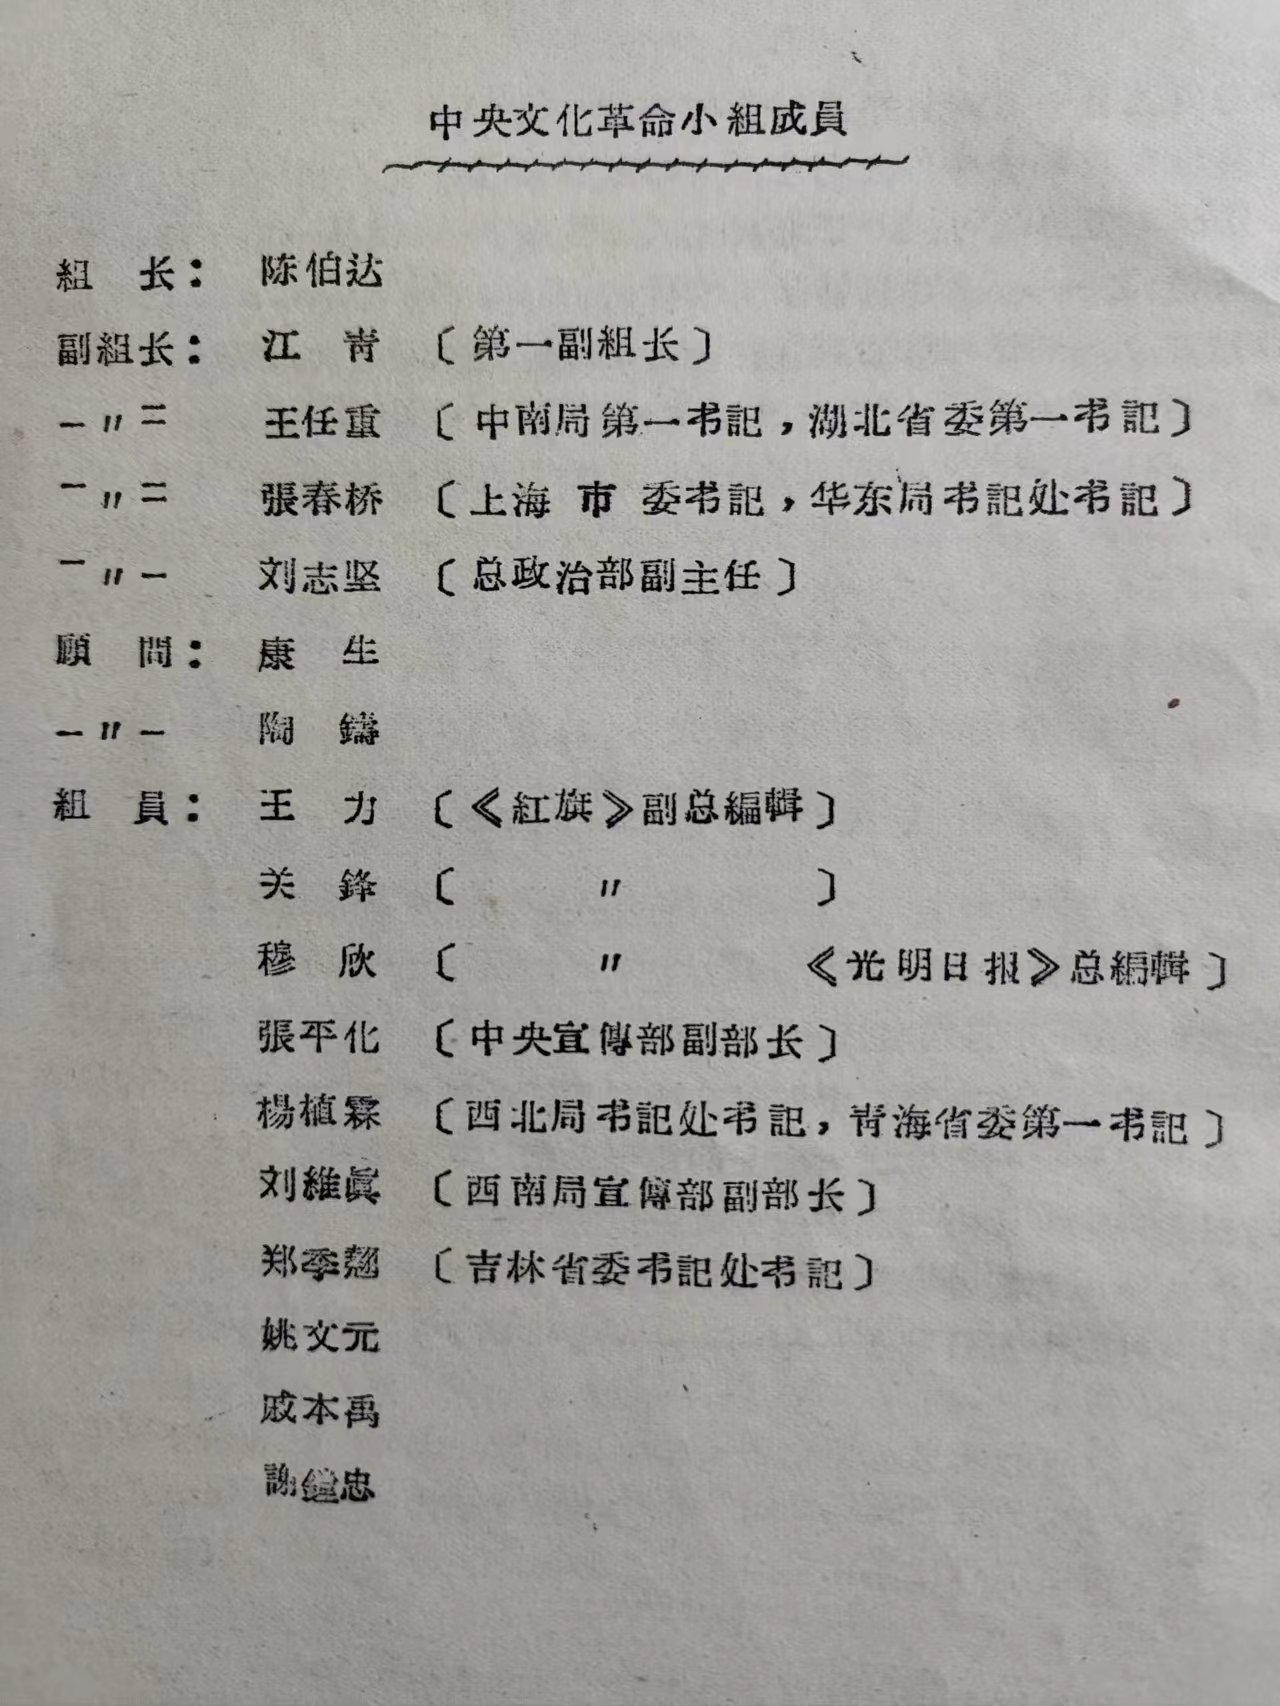 中央文化革命小組成員
組　长：　陈伯达
副組长：　江　靑　〔第一副組长〕
－〃＝　王任重　〔中南局第一书記，湖北省委第一书記〕
－〃＝　張春桥　〔上海市委书記，华东局书記处书記〕
－〃－　刘志坚　〔总政治部副主任〕
顧　問：　康　生
－〃－　陶　鑄
組　員：　王　力　〔《紅旗》副总編輯〕
关　鋒　〔　　〃　　〕
穆　欣　〔　　〃　　《光明日报》总編輯〕
張平化　〔中央宣傳部副部长〕
楊植霖　〔西北局书記处书記，靑海省委第一书記〕
刘維眞　〔西南局宣傳部副部长〕
郑季翹　〔吉林省委书記处书記〕
姚文元
戚本禹
謝鏜忠